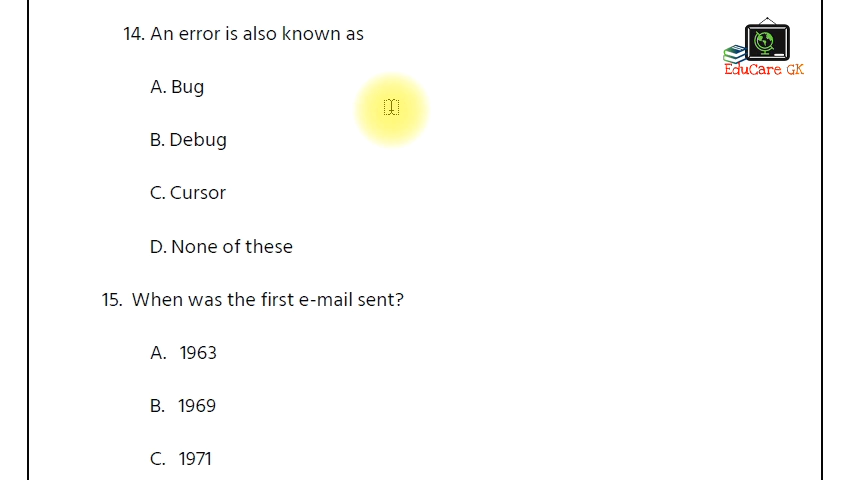 14. An error is also known as
EduCare GK
A. Bug
B. Debug
C. Cursor
D. None of these
15. When was the first e-mail sent?
A. 1963
B. 1969
C. 1971